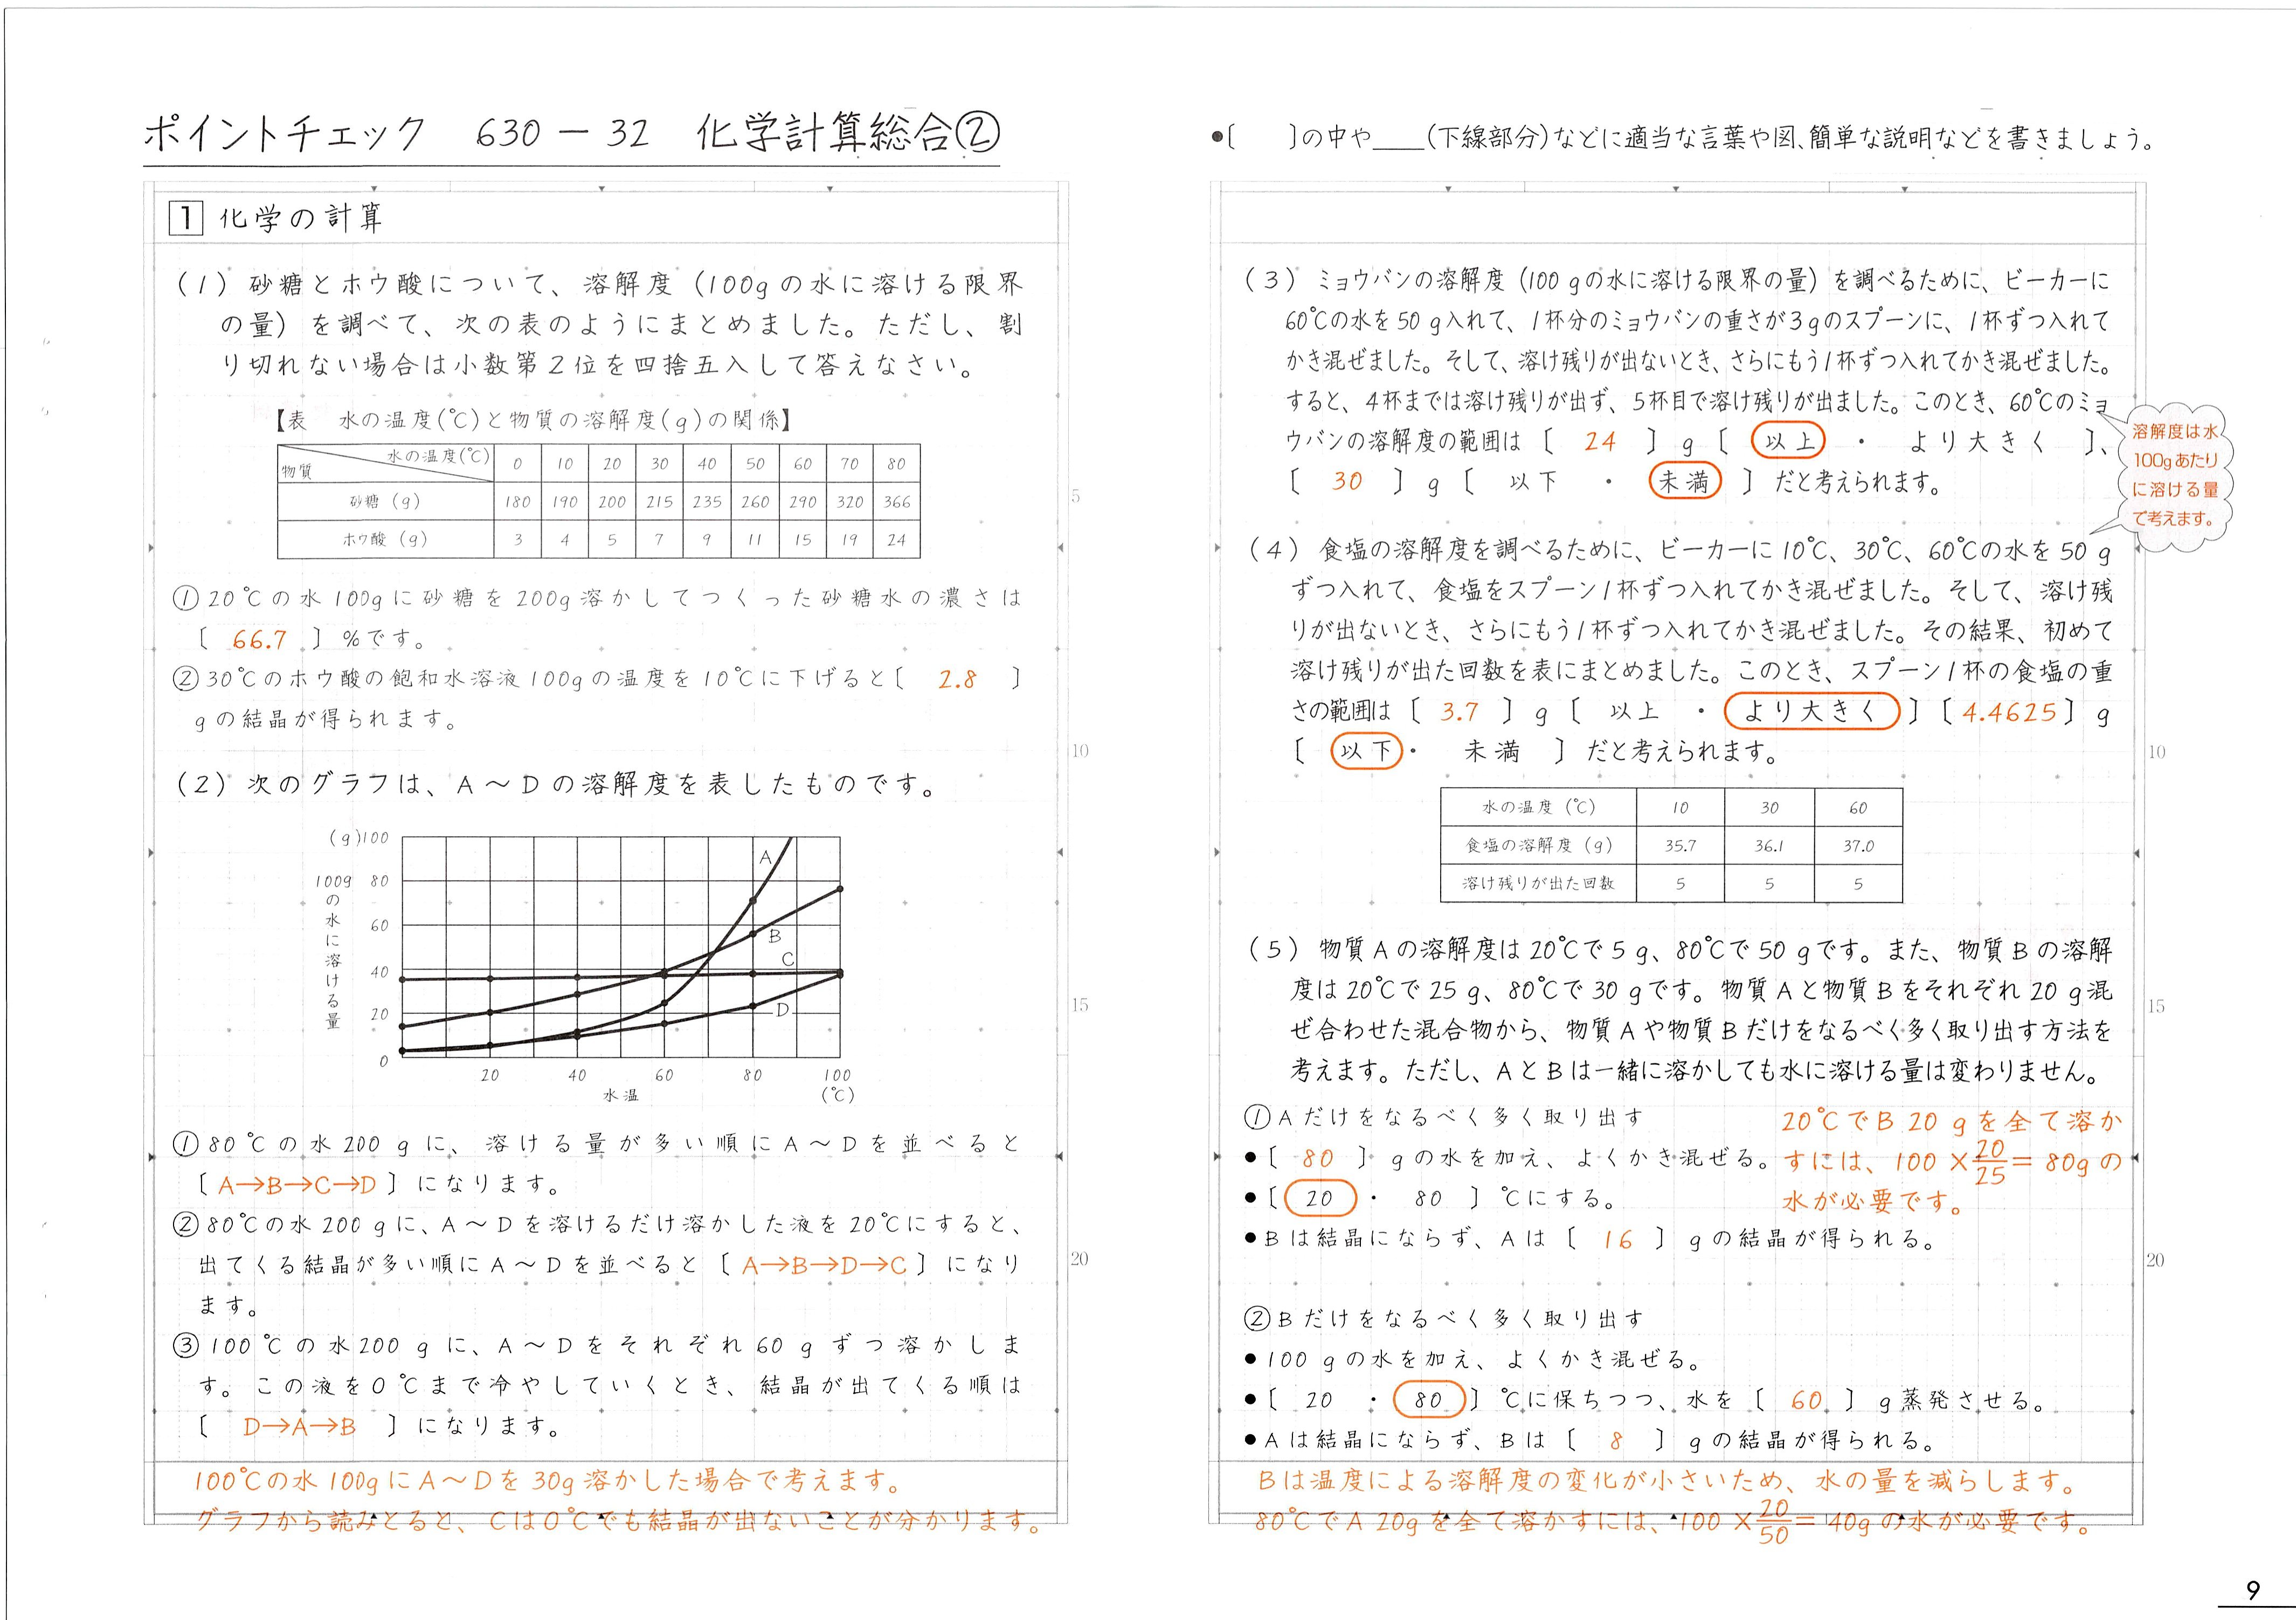 ポイントチェック 630－32 化学計算総合②
●〔　　〕の中や＿＿(下線部分)などに適当な言葉や図、簡単な説明などを書きましょう。
1 化学の計算
(1) 砂糖とホウ酸について、溶解度（100gの水に溶ける限界
の量）を調べて、次の表のようにまとめました。ただし、割
り切れない場合は小数第2位を四捨五入して答えなさい。
【表　水の温度(℃)と物質の溶解度(g)の関係】
物質 水の温度(℃) 0 10 20 30 40 50 60 70 80
砂糖（g） 180 190 200 215 235 260 290 320 366
ホウ酸（g） 3 4 5 7 9 11 15 19 24
①20℃の水100gに砂糖を200g溶かしてつくった砂糖水の濃さは
〔 66.7 〕%です。
②30℃のホウ酸の飽和水溶液100gの温度を10℃に下げると〔 2.8 〕
gの結晶が得られます。
(2) 次のグラフは、A～Dの溶解度を表したものです。
(g)100
80
60
40
20
0
100gの水に溶ける量
A
B
C
D
20 40 60 80 100
水温 (℃)
①80℃の水200gに、溶ける量が多い順にA～Dを並べると
〔A→B→C→D〕になります。
②80℃の水200gに、A～Dを溶けるだけ溶かした液を20℃にすると、
出てくる結晶が多い順にA～Dを並べると〔A→B→D→C〕になり
ます。
③100℃の水200gに、A～Dをそれぞれ60gずつ溶かしま
す。この液を0℃まで冷やしていくとき、結晶が出てくる順は
〔 D→A→B 〕になります。
100℃の水100gにA～Dを30g溶かした場合で考えます。
グラフから読みとると、Cは0℃でも結晶が出ないことが分かります。
5
10
15
20
(3) ミョウバンの溶解度（100gの水に溶ける限界の量）を調べるために、ビーカーに
60℃の水を50g入れて、1杯分のミョウバンの重さが3gのスプーンに、1杯ずつ入れて
かき混ぜました。そして、溶け残りが出ないとき、さらにもう1杯ずつ入れてかき混ぜました。
すると、4杯までは溶け残りが出ず、5杯目で溶け残りが出ました。このとき、60℃のミョ
ウバンの溶解度の範囲は〔 24 〕g〔 以上 ・ より大きく 〕、
〔 30 〕g〔 以下 ・ 未満 〕だと考えられます。
溶解度は水
100gあたり
に溶ける量
で考えます。
(4) 食塩の溶解度を調べるために、ビーカーに10℃、30℃、60℃の水を50g
ずつ入れて、食塩をスプーン1杯ずつ入れてかき混ぜました。そして、溶け残
りが出ないとき、さらにもう1杯ずつ入れてかき混ぜました。その結果、初めて
溶け残りが出た回数を表にまとめました。このとき、スプーン1杯の食塩の重
さの範囲は〔 3.7 〕g〔 以上 ・ より大きく 〕〔4.4625〕g
〔 以下 ・ 未満 〕だと考えられます。
水の温度（℃） 10 30 60
食塩の溶解度（g） 35.7 36.1 37.0
溶け残りが出た回数 5 5 5
(5) 物質Aの溶解度は20℃で5g、80℃で50gです。また、物質Bの溶解
度は20℃で25g、80℃で30gです。物質Aと物質Bをそれぞれ20g混
ぜ合わせた混合物から、物質Aや物質Bだけをなるべく多く取り出す方法を
考えます。ただし、AとBは一緒に溶かしても水に溶ける量は変わりません。
①Aだけをなるべく多く取り出す
●〔 80 〕gの水を加え、よくかき混ぜる。
●〔 20 ・ 80 〕℃にする。
●Bは結晶にならず、Aは〔 16 〕gの結晶が得られる。
20℃でB20gを全て溶か
すには、100×20/25=80gの
水が必要です。
②Bだけをなるべく多く取り出す
●100gの水を加え、よくかき混ぜる。
●〔 20 ・ 80 〕℃に保ちつつ、水を〔 60 〕g蒸発させる。
●Aは結晶にならず、Bは〔 8 〕gの結晶が得られる。
Bは温度による溶解度の変化が小さいため、水の量を減らします。
80℃でA20gを全て溶かすには、100×20/50=40gの水が必要です。
10
15
20
9